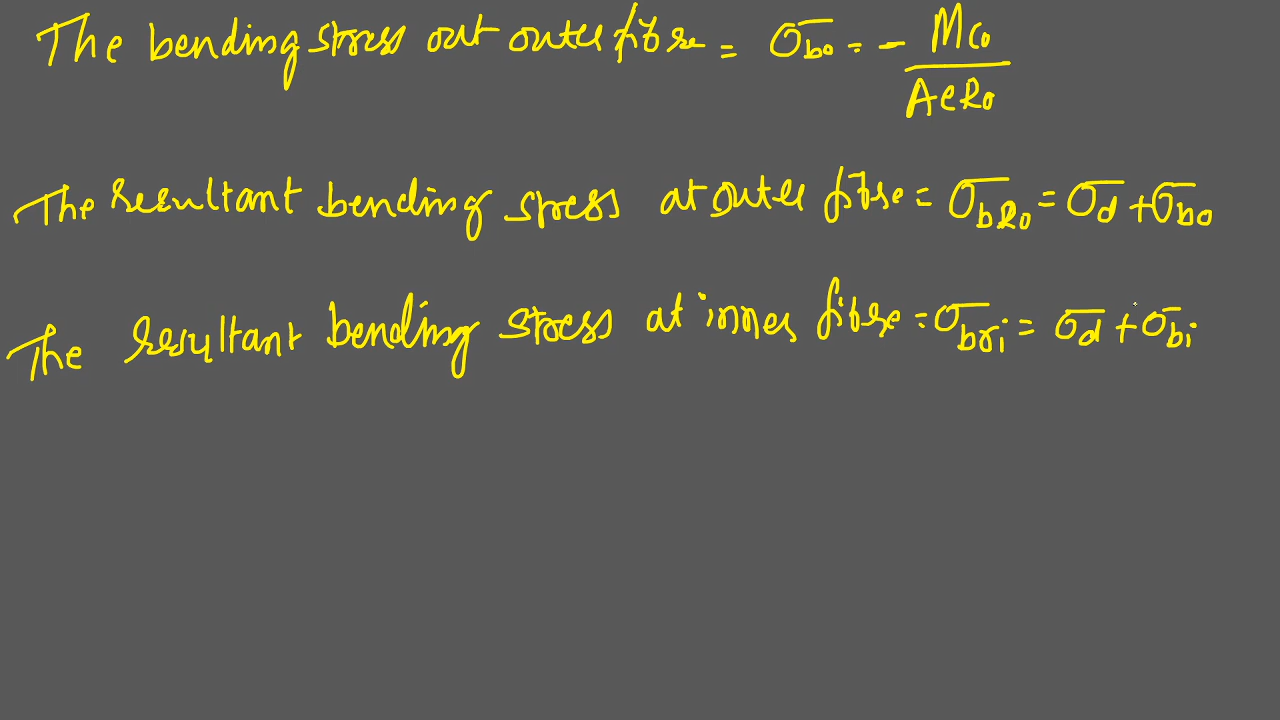 The bending stress out outer fibre = σbo = - Mco / AeRo
The resultant bending stress at outer fibre = σbRo = σd + σbo
The resultant bending stress at inner fibre = σbri = σd + σbi